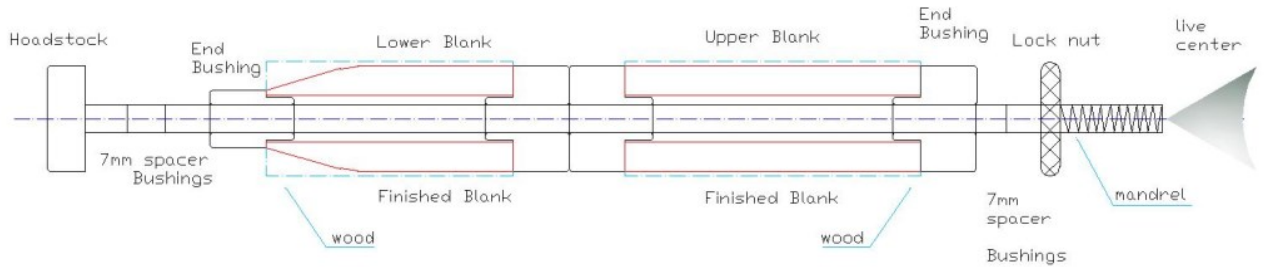 Hoadstock
End
Bushing
Lower Blank
Upper Blank
End
Bushing
Lock nut
live
center
7mm spacer
Bushings
Finished Blank
Finished Blank
7mm
spacer
Bushings
mandrel
wood
wood